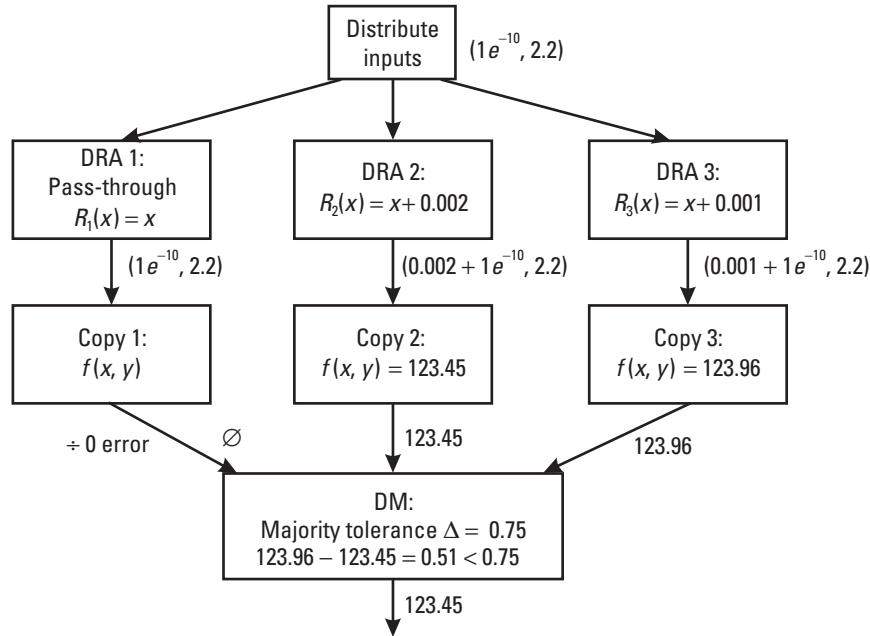 Distribute
inputs
(1e⁻¹⁰, 2.2)
DRA 1:
Pass-through
R₁(x) = x
DRA 2:
R₂(x) = x + 0.002
DRA 3:
R₃(x) = x + 0.001
(1e⁻¹⁰, 2.2)
(0.002 + 1e⁻¹⁰, 2.2)
(0.001 + 1e⁻¹⁰, 2.2)
Copy 1:
f(x, y)
Copy 2:
f(x, y) = 123.45
Copy 3:
f(x, y) = 123.96
÷ 0 error
∅
123.45
123.96
DM:
Majority tolerance Δ = 0.75
123.96 – 123.45 = 0.51 < 0.75
123.45